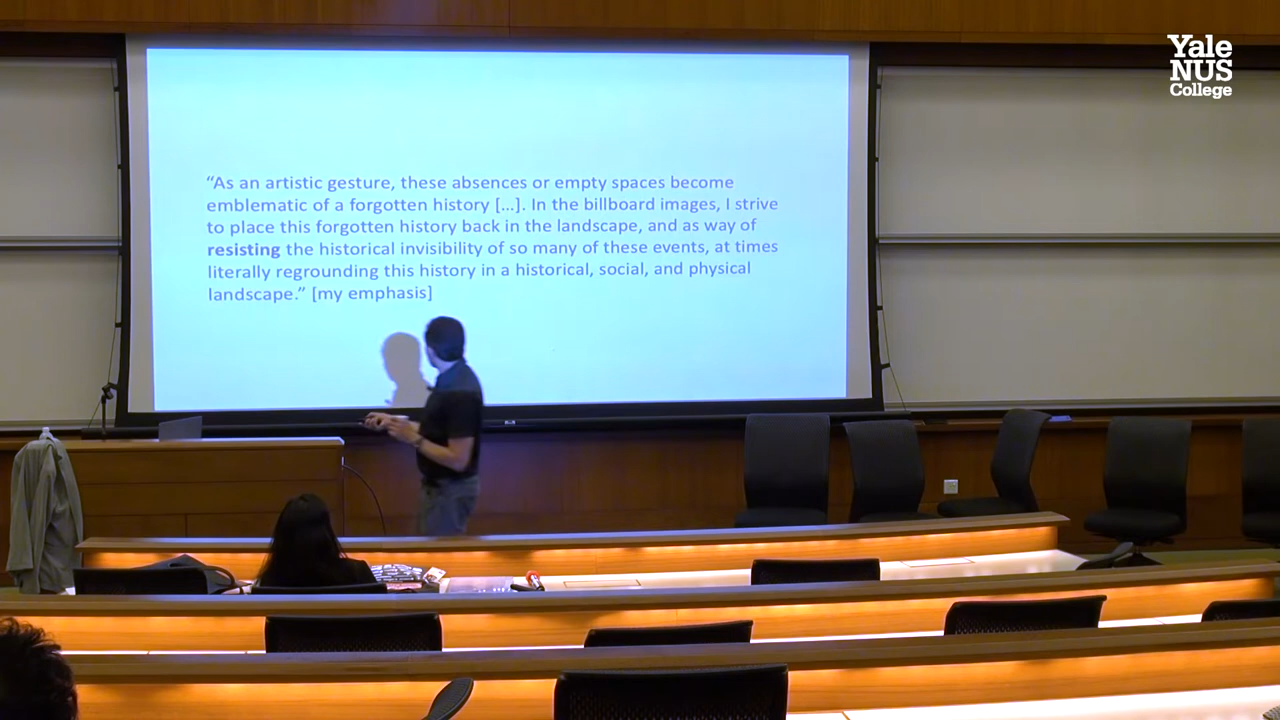 Yale
NUS
College
“As an artistic gesture, these absences or empty spaces become
emblematic of a forgotten history [...]. In the billboard images, I strive
to place this forgotten history back in the landscape, and as way of
resisting the historical invisibility of so many of these events, at times
literally regrounding this history in a historical, social, and physical
landscape.” [my emphasis]